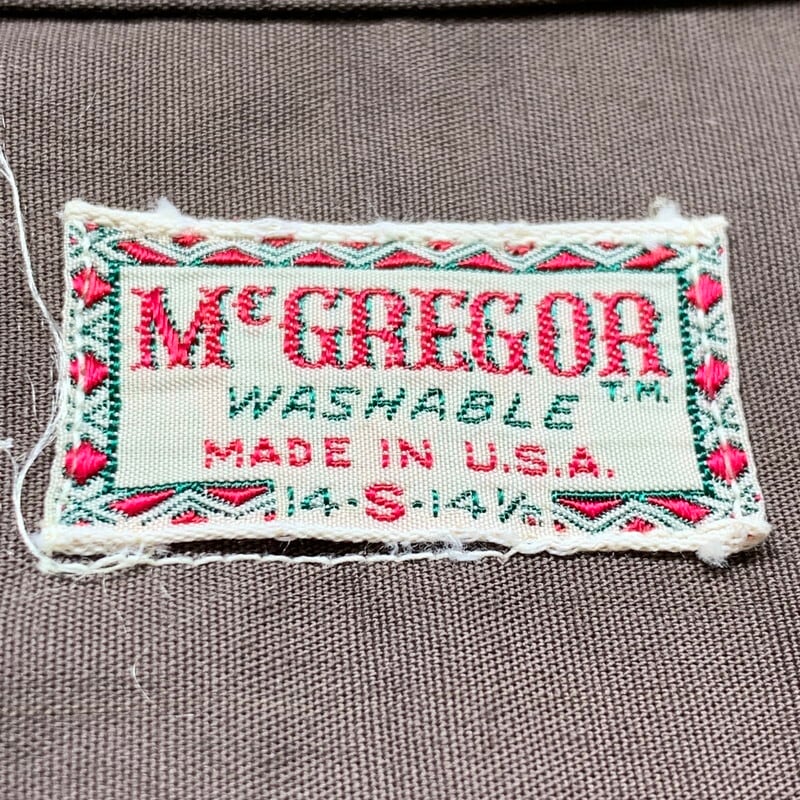 McGREGOR
T.M.
WASHABLE
MADE IN U.S.A.
14·S·14½